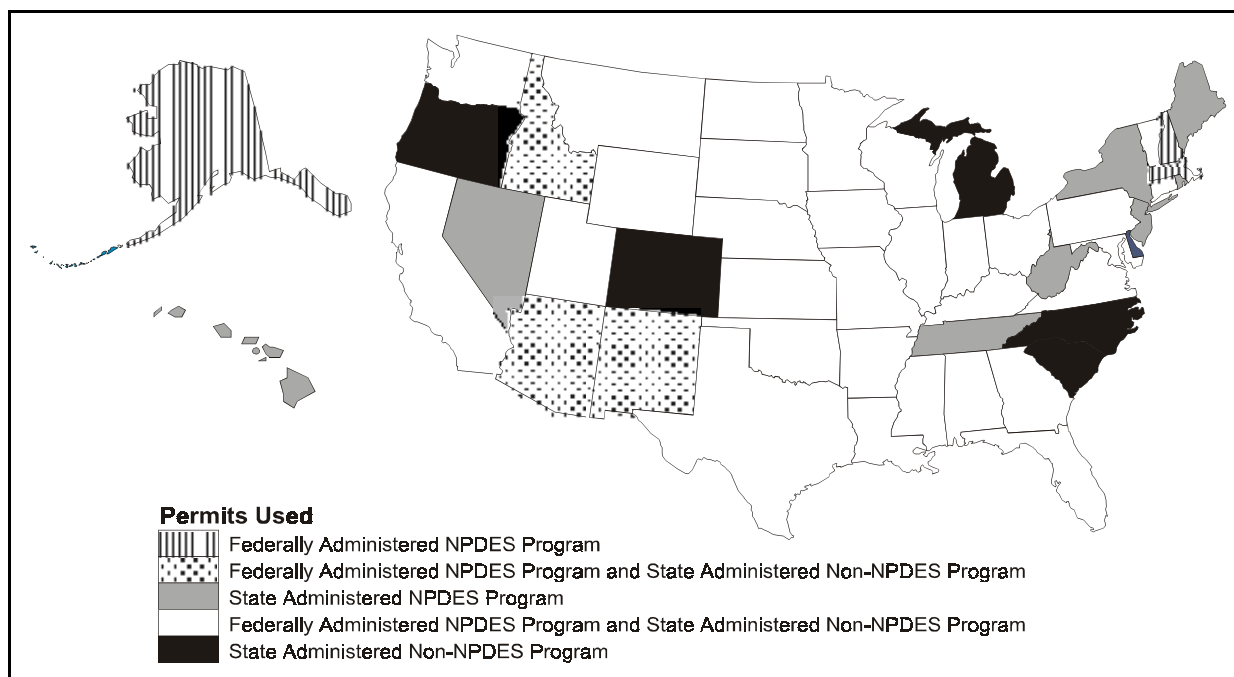 Permits Used
Federally Administered NPDES Program
Federally Administered NPDES Program and State Administered Non-NPDES Program
State Administered NPDES Program
Federally Administered NPDES Program and State Administered Non-NPDES Program
State Administered Non-NPDES Program